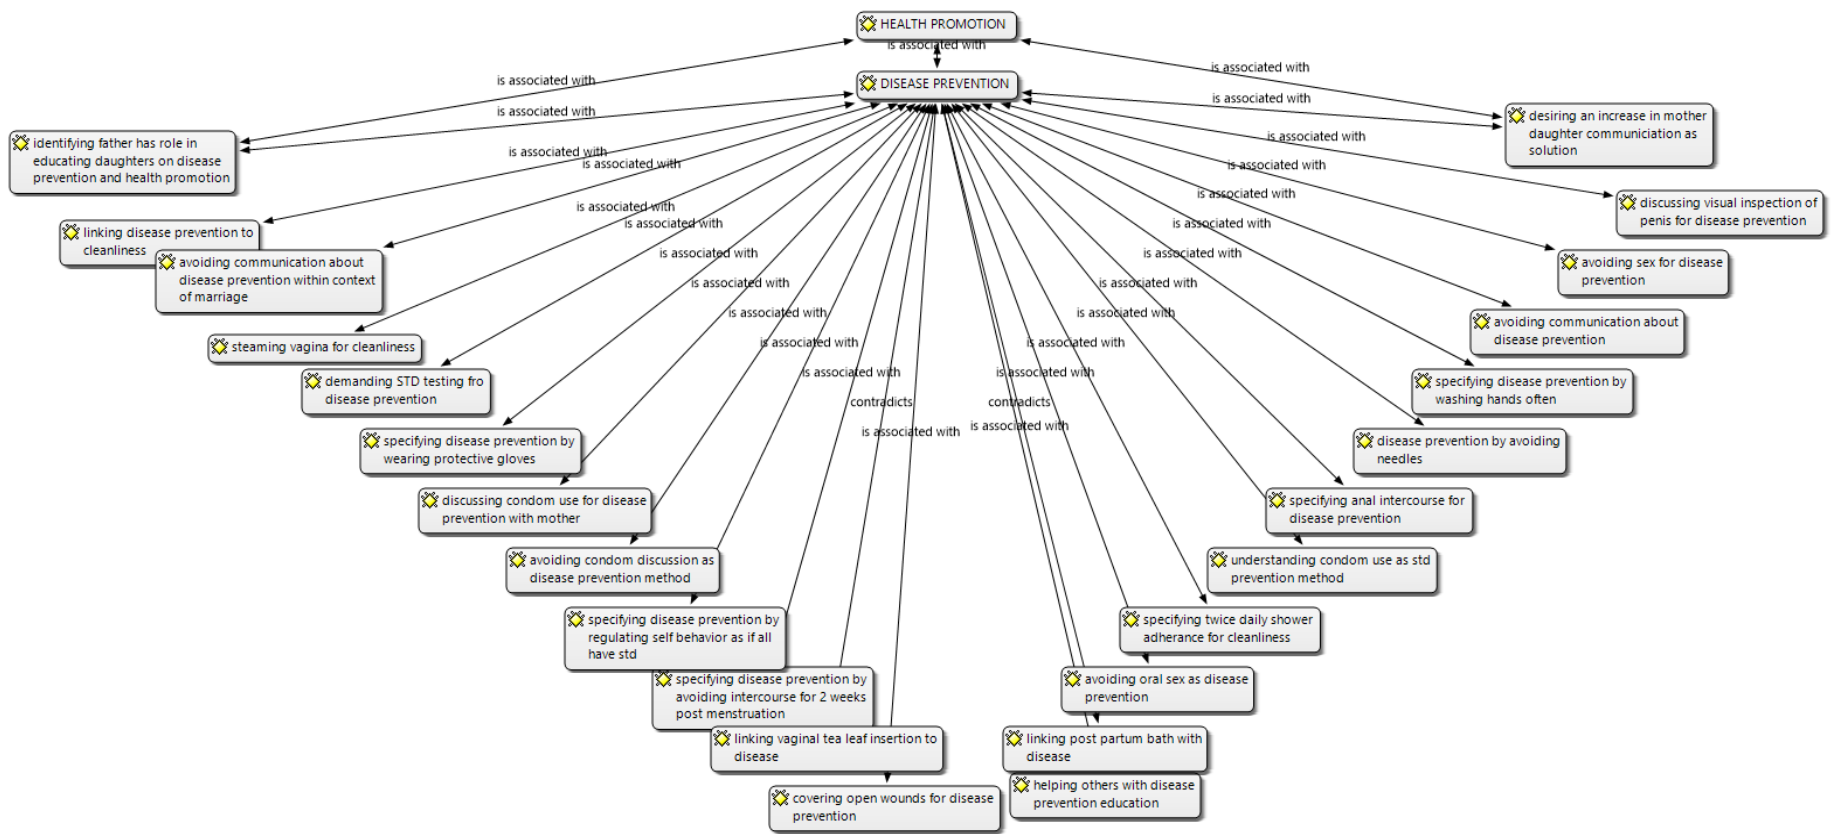 HEALTH PROMOTION
is associated with
DISEASE PREVENTION
is associated with
is associated with
is associated with
is associated with
identifying father has role in
educating daughters on disease
prevention and health promotion
desiring an increase in mother
daughter communiciation as
solution
is associated with
is associated with
is associated with
is associated with
linking disease prevention to
cleanliness
discussing visual inspection of
penis for disease prevention
is associated with
is associated with
is associated with
is associated with
avoiding communication about
disease prevention within context
of marriage
avoiding sex for disease
prevention
is associated with
is associated with
steaming vagina for cleanliness
avoiding communication about
disease prevention
is associated with
is associated with
demanding STD testing fro
disease prevention
specifying disease prevention by
washing hands often
is associated with
is associated with
specifying disease prevention by
wearing protective gloves
disease prevention by avoiding
needles
is associated with
is associated with
discussing condom use for disease
prevention with mother
specifying anal intercourse for
disease prevention
is associated with
is associated with
avoiding condom discussion as
disease prevention method
understanding condom use as std
prevention method
contradicts
contradicts
specifying disease prevention by
regulating self behavior as if all
have std
specifying twice daily shower
adherance for cleanliness
is associated with
is associated with
specifying disease prevention by
avoiding intercourse for 2 weeks
post menstruation
avoiding oral sex as disease
prevention
linking vaginal tea leaf insertion to
disease
linking post partum bath with
disease
covering open wounds for disease
prevention
helping others with disease
prevention education